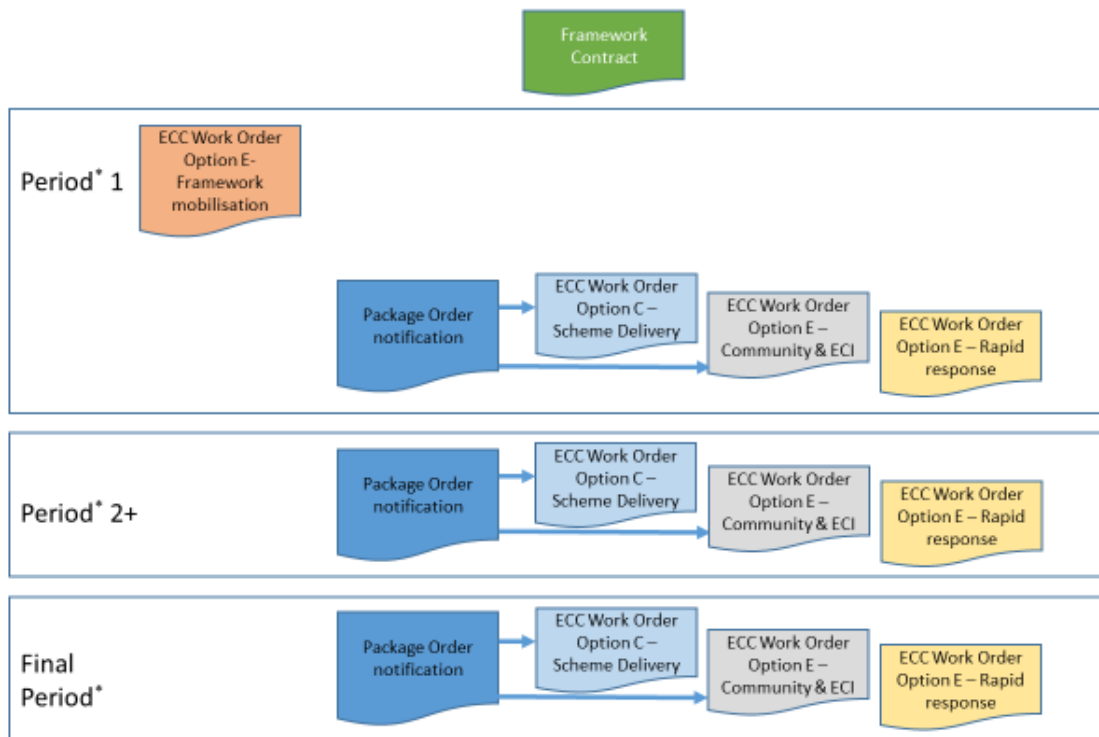 Framework
Contract
Period* 1
ECC Work Order
Option E-
Framework
mobilisation
Package Order
notification
ECC Work Order
Option C –
Scheme Delivery
ECC Work Order
Option E –
Community & ECI
ECC Work Order
Option E – Rapid
response
Period* 2+
Package Order
notification
ECC Work Order
Option C –
Scheme Delivery
ECC Work Order
Option E –
Community & ECI
ECC Work Order
Option E – Rapid
response
Final
Period*
Package Order
notification
ECC Work Order
Option C –
Scheme Delivery
ECC Work Order
Option E –
Community & ECI
ECC Work Order
Option E – Rapid
response